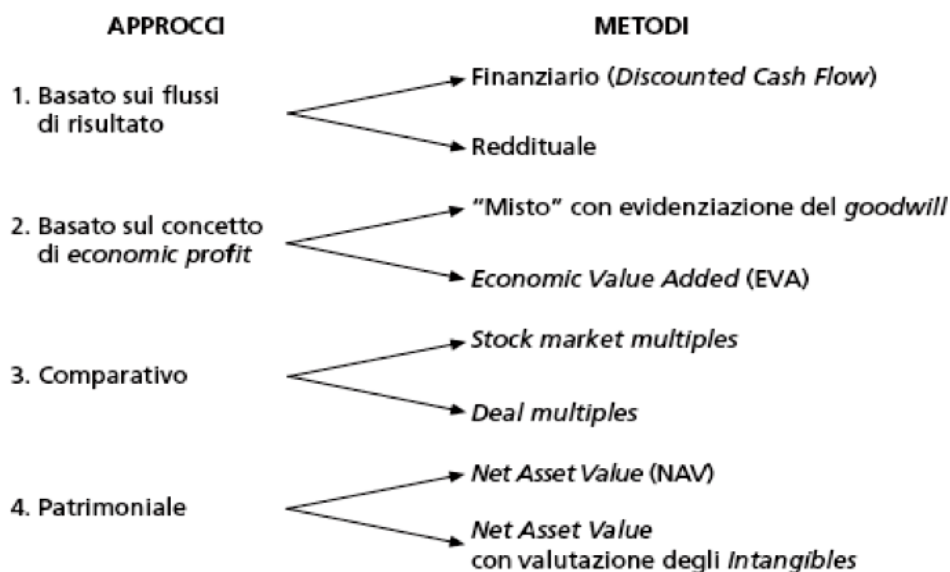 APPROCCI
METODI
1. Basato sui flussi
di risultato
Finanziario (Discounted Cash Flow)
Reddituale
2. Basato sul concetto
di economic profit
“Misto” con evidenziazione del goodwill
Economic Value Added (EVA)
3. Comparativo
Stock market multiples
Deal multiples
4. Patrimoniale
Net Asset Value (NAV)
Net Asset Value
con valutazione degli Intangibles